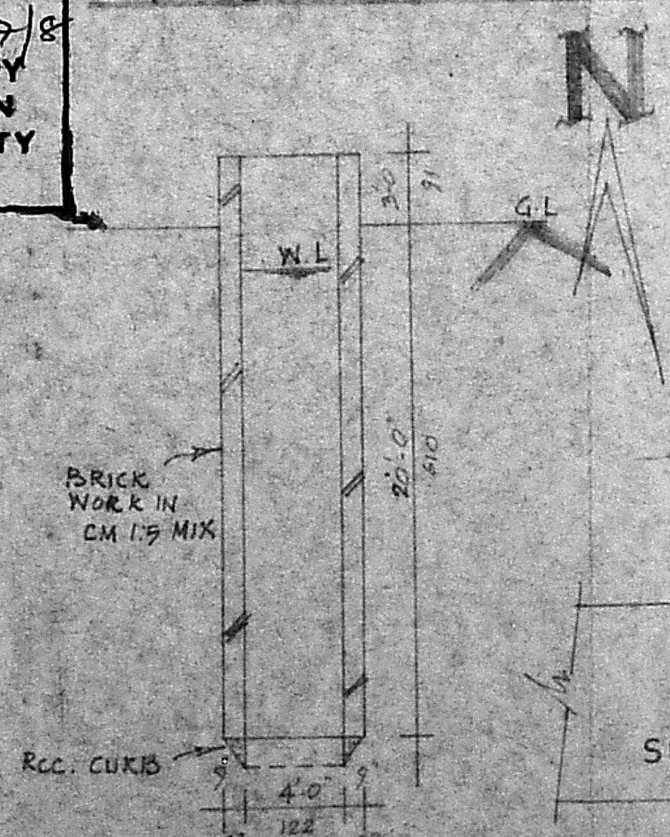 8
Y
N
TY
N
3'-0"
91
G.L
W.L
20'-0"
610
BRICK
WORK IN
CM 1:5 MIX
RCC. CURB
9"
4'-0"
9"
122
S